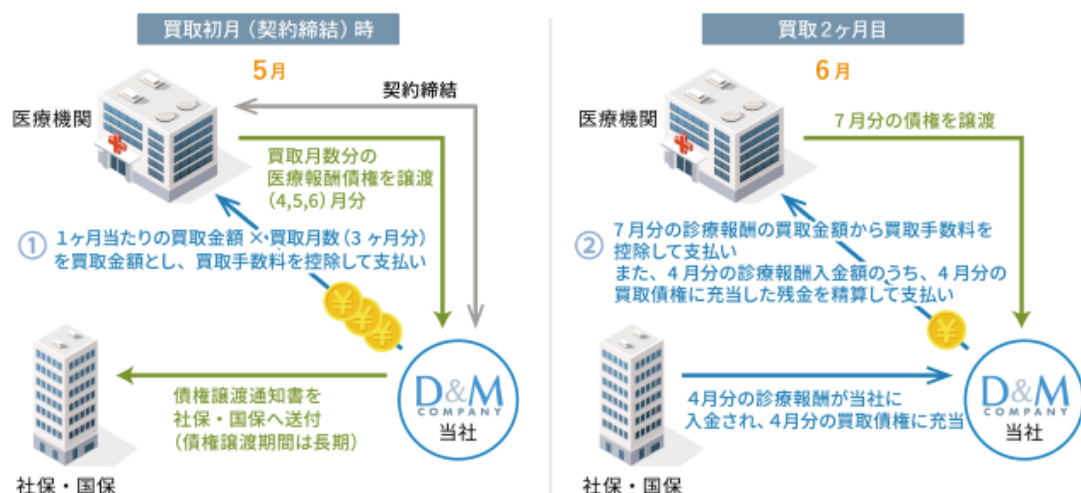 買取初月(契約締結)時
5月
契約締結
医療機関
買取月数分の
医療報酬債権を譲渡
(4,5,6)月分
① 1ヶ月当たりの買取金額×買取月数(3ヶ月分)
を買取金額とし、買取手数料を控除して支払い
¥
¥
¥
債権譲渡通知書を
社保・国保へ送付
(債権譲渡期間は長期)
D&M
COMPANY
当社
社保・国保
買取2ヶ月目
6月
医療機関
7月分の債権を譲渡
② 7月分の診療報酬の買取金額から買取手数料を
控除して支払い
また、4月分の診療報酬入金額のうち、4月分の
買取債権に充当した残金を精算して支払い
¥
4月分の診療報酬が当社に
入金され、4月分の買取債権に充当
D&M
COMPANY
当社
社保・国保